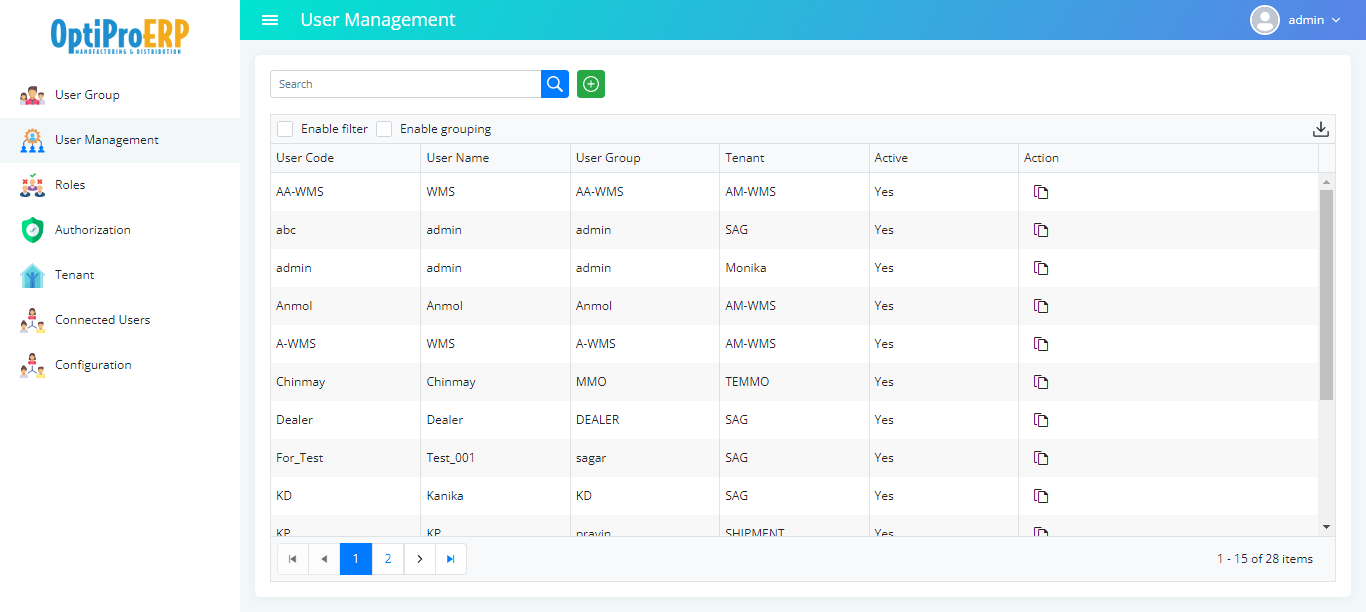 OptiProERP
MANUFACTURING & DISTRIBUTION
User Management
admin
User Group
User Management
Roles
Authorization
Tenant
Connected Users
Configuration
Search
Enable filter Enable grouping
User Code User Name User Group Tenant Active Action
AA-WMS WMS AA-WMS AM-WMS Yes
abc admin admin SAG Yes
admin admin admin Monika Yes
Anmol Anmol Anmol AM-WMS Yes
A-WMS WMS A-WMS AM-WMS Yes
Chinmay Chinmay MMO TEMMO Yes
Dealer Dealer DEALER SAG Yes
For_Test Test_001 sagar SAG Yes
KD Kanika KD SAG Yes
KP KP pravin SHIPMENT Yes
1 2
1 - 15 of 28 items